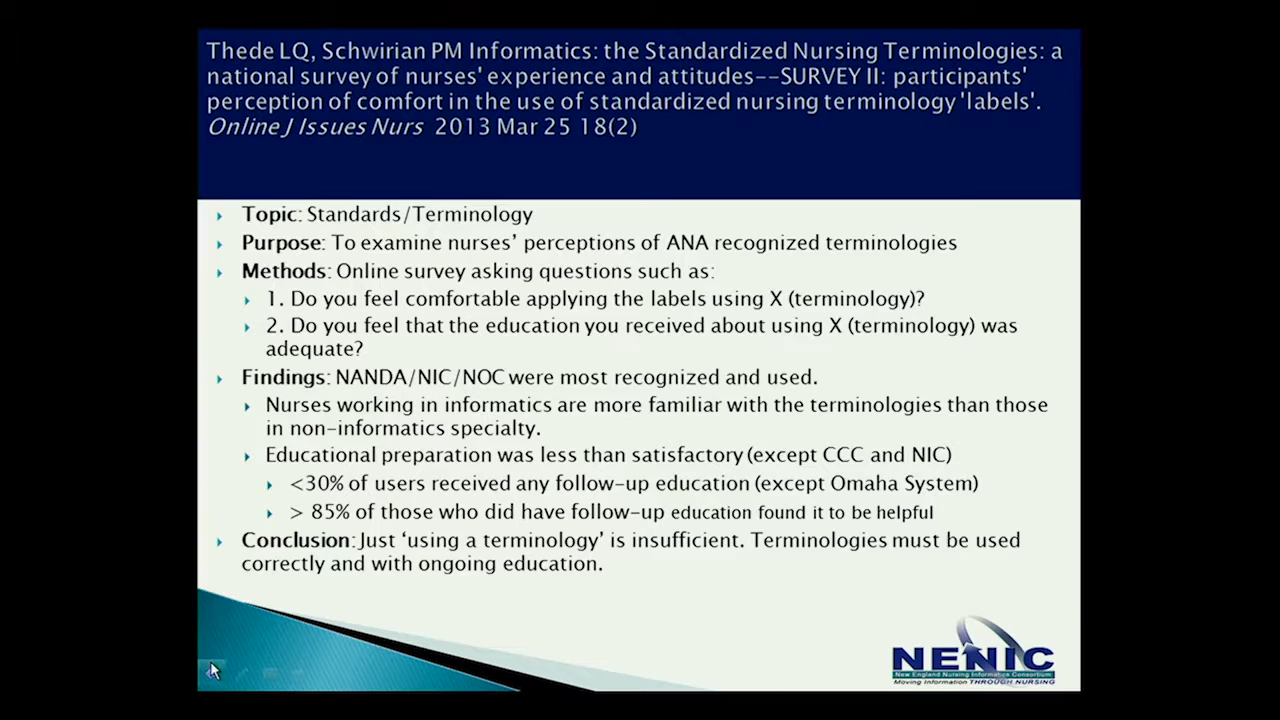 Thede LQ, Schwirian PM Informatics: the Standardized Nursing Terminologies: a
national survey of nurses' experience and attitudes--SURVEY II: participants'
perception of comfort in the use of standardized nursing terminology 'labels'.
Online J Issues Nurs 2013 Mar 25 18(2)
Topic: Standards/Terminology
Purpose: To examine nurses’ perceptions of ANA recognized terminologies
Methods: Online survey asking questions such as:
1. Do you feel comfortable applying the labels using X (terminology)?
2. Do you feel that the education you received about using X (terminology) was
adequate?
Findings: NANDA/NIC/NOC were most recognized and used.
Nurses working in informatics are more familiar with the terminologies than those
in non-informatics specialty.
Educational preparation was less than satisfactory (except CCC and NIC)
<30% of users received any follow-up education (except Omaha System)
> 85% of those who did have follow-up education found it to be helpful
Conclusion: Just ‘using a terminology’ is insufficient. Terminologies must be used
correctly and with ongoing education.
NENIC
New England Nursing Informatics Consortium
Moving Information THROUGH NURSING